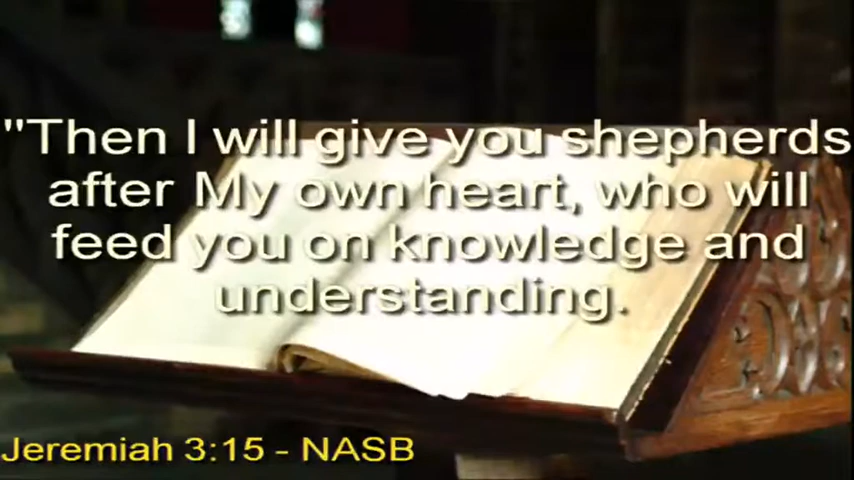 "Then I will give you shepherds
after My own heart, who will
feed you on knowledge and
understanding.
Jeremiah 3:15 - NASB